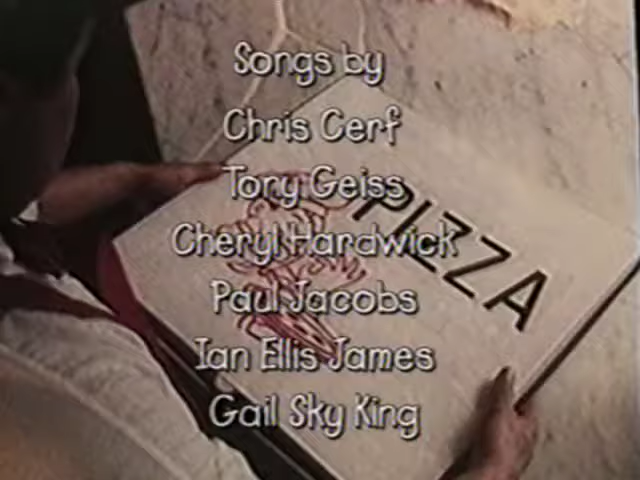 Songs by
Chris Cerf
Tony Geiss
Cheryl Hardwick
Paul Jacobs
Ian Ellis James
Gail Sky King
PIZZA